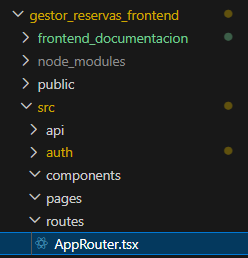 gestor_reservas_frontend
frontend_documentacion
node_modules
public
src
api
auth
components
pages
routes
AppRouter.tsx